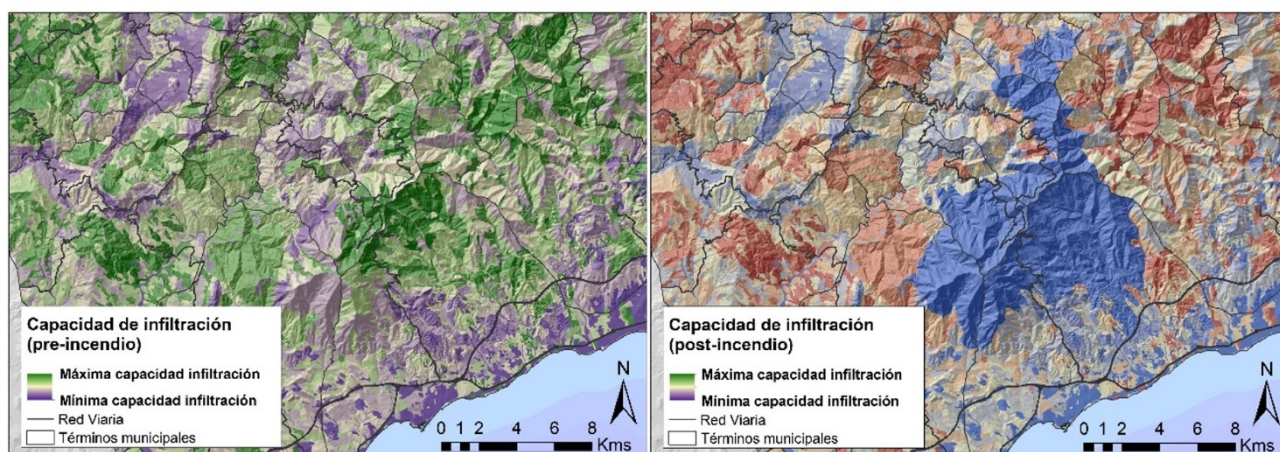 Capacidad de infiltración
(pre-incendio)
Máxima capacidad infiltración
Mínima capacidad infiltración
Red Viaria
Términos municipales
N
0 1 2 4 6 8
Kms
Capacidad de infiltración
(post-incendio)
Máxima capacidad infiltración
Mínima capacidad infiltración
Red Viaria
Términos municipales
N
0 1 2 4 6 8
Kms